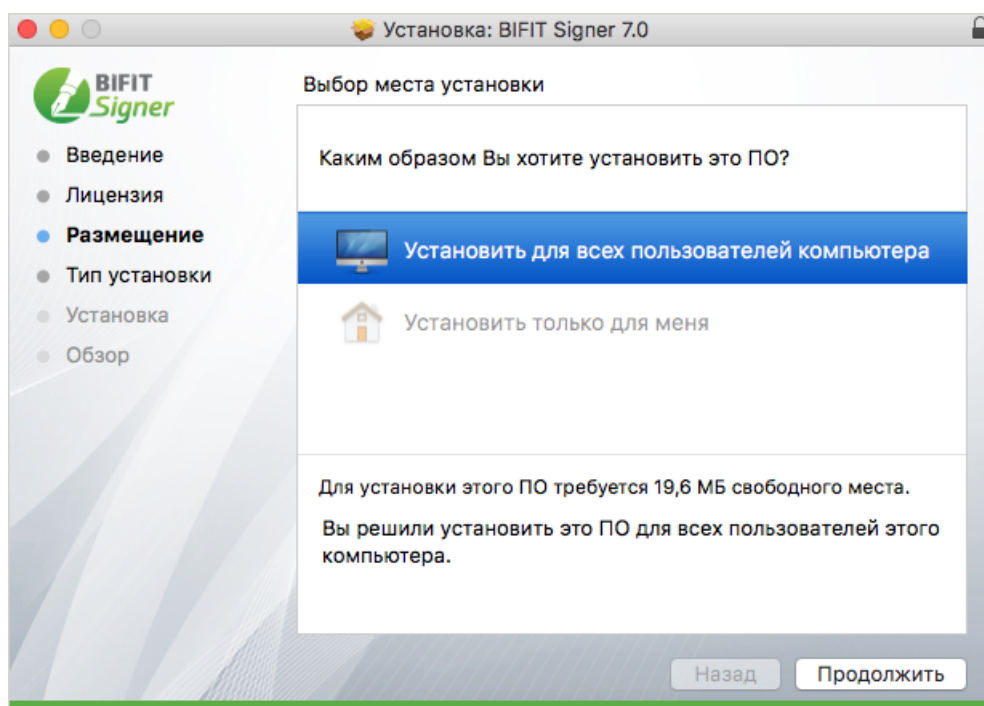 Установка: BIFIT Signer 7.0
BIFIT
Signer
Введение
Лицензия
Размещение
Тип установки
Установка
Обзор
Выбор места установки
Каким образом Вы хотите установить это ПО?
Установить для всех пользователей компьютера
Установить только для меня
Для установки этого ПО требуется 19,6 МБ свободного места.
Вы решили установить это ПО для всех пользователей этого
компьютера.
Назад
Продолжить